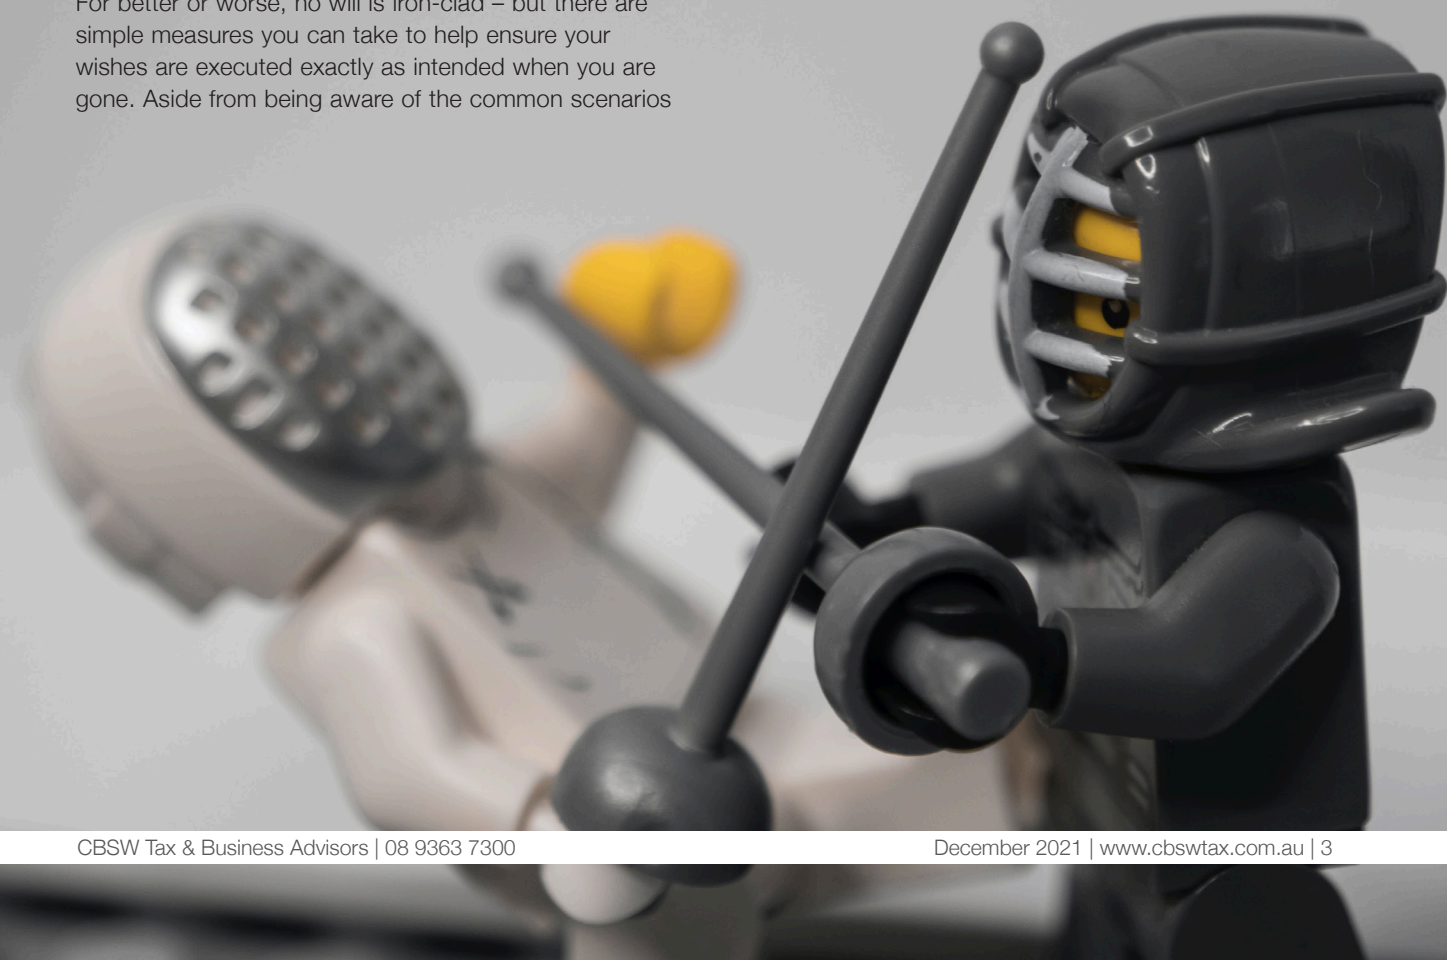 For better or worse, no will is iron-clad – but there are
simple measures you can take to help ensure your
wishes are executed exactly as intended when you are
gone. Aside from being aware of the common scenarios
CBSW Tax & Business Advisors | 08 9363 7300
December 2021 | www.cbswtax.com.au | 3